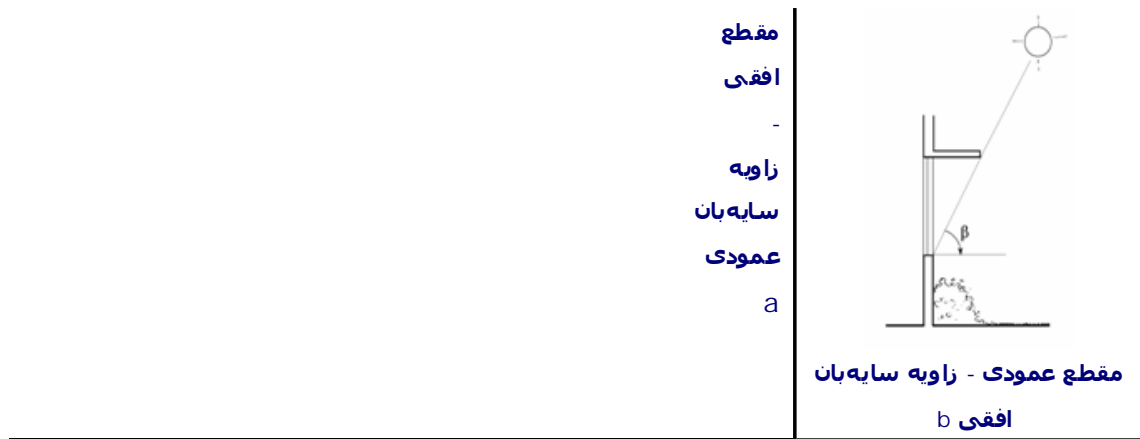 مقطع
افقی
-
زاویه
سایه‌بان
عمودی
a
β
مقطع عمودی - زاویه سایه‌بان
افقی b